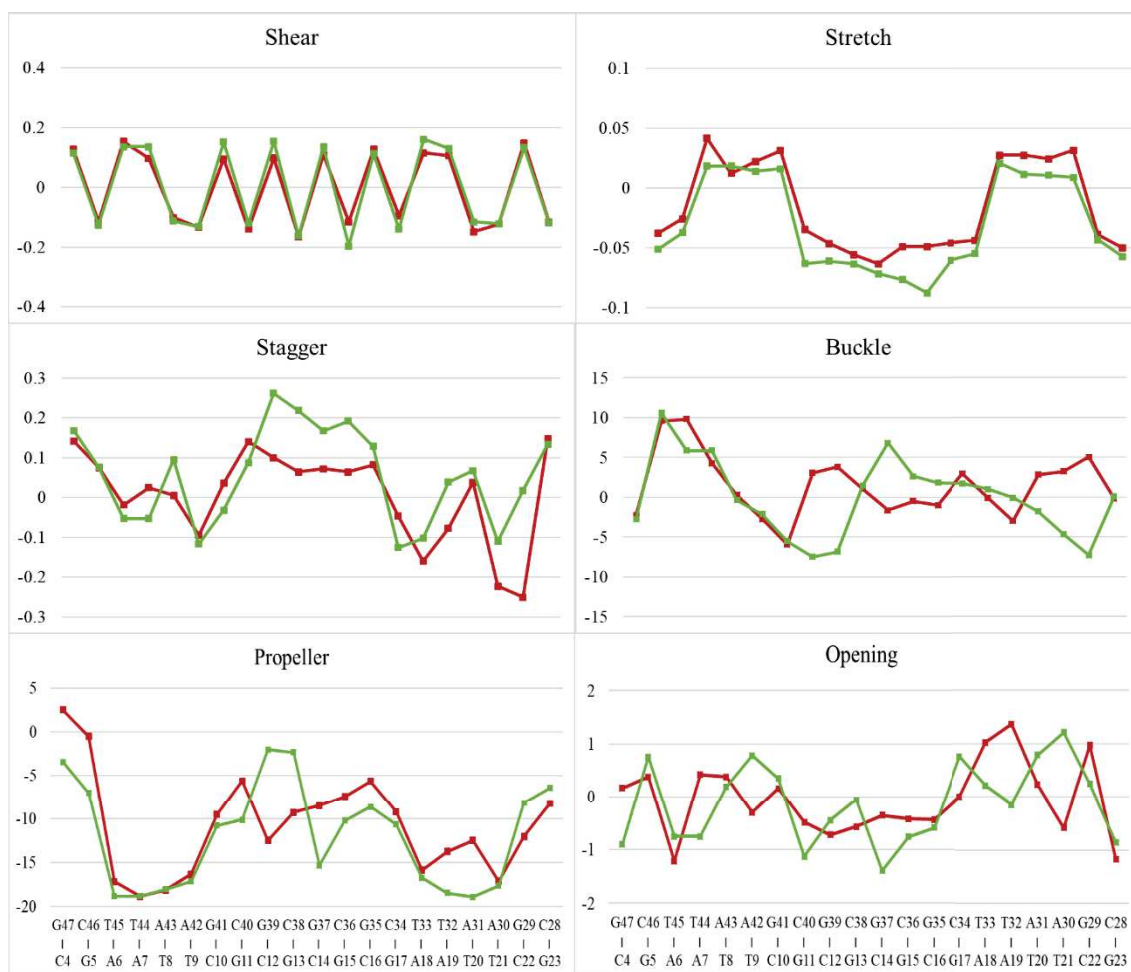 Shear
0.4
0.2
0
-0.2
-0.4
Stretch
0.1
0.05
0
-0.05
-0.1
Stagger
0.3
0.2
0.1
0
-0.1
-0.2
-0.3
Buckle
15
10
5
0
-5
-10
-15
Propeller
5
0
-5
-10
-15
-20
G47 C46 T45 T44 A43 A42 G41 C40 G39 C38 G37 C36 G35 C34 T33 T32 A31 A30 G29 C28
| | | | | | | | | | | | | | | | | | | |
C4 G5 A6 A7 T8 T9 C10 G11 C12 G13 C14 G15 C16 G17 A18 A19 T20 T21 C22 G23
Opening
2
1
0
-1
-2
G47 C46 T45 T44 A43 A42 G41 C40 G39 C38 G37 C36 G35 C34 T33 T32 A31 A30 G29 C28
| | | | | | | | | | | | | | | | | | | |
C4 G5 A6 A7 T8 T9 C10 G11 C12 G13 C14 G15 C16 G17 A18 A19 T20 T21 C22 G23